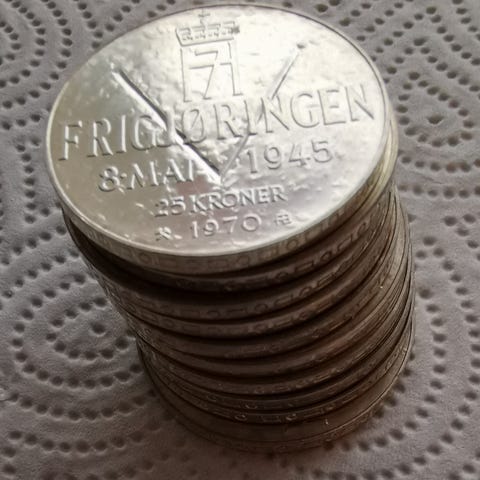 FRIGJØRINGEN
8·MAI 1945
25 KRONER
1970